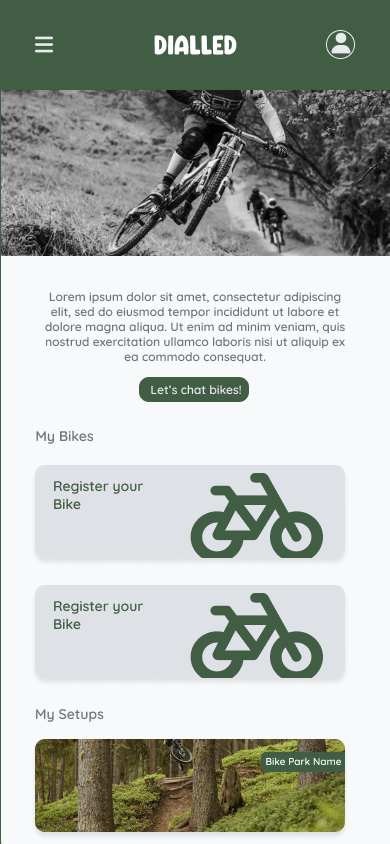 DIALLED
Lorem ipsum dolor sit amet, consectetur adipiscing
elit, sed do eiusmod tempor incididunt ut labore et
dolore magna aliqua. Ut enim ad minim veniam, quis
nostrud exercitation ullamco laboris nisi ut aliquip ex
ea commodo consequat.
Let's chat bikes!
My Bikes
Register your
Bike
Register your
Bike
My Setups
Bike Park Name